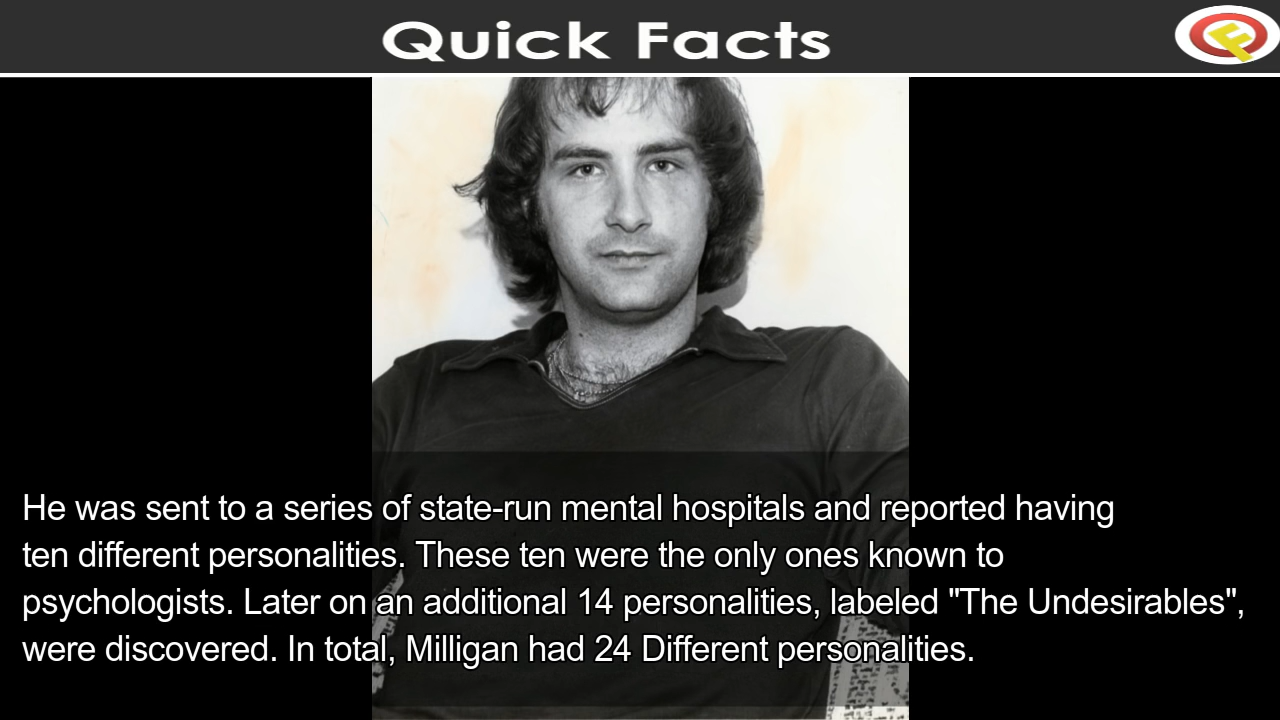 Quick Facts
He was sent to a series of state-run mental hospitals and reported having
ten different personalities. These ten were the only ones known to
psychologists. Later on an additional 14 personalities, labeled "The Undesirables",
were discovered. In total, Milligan had 24 Different personalities.